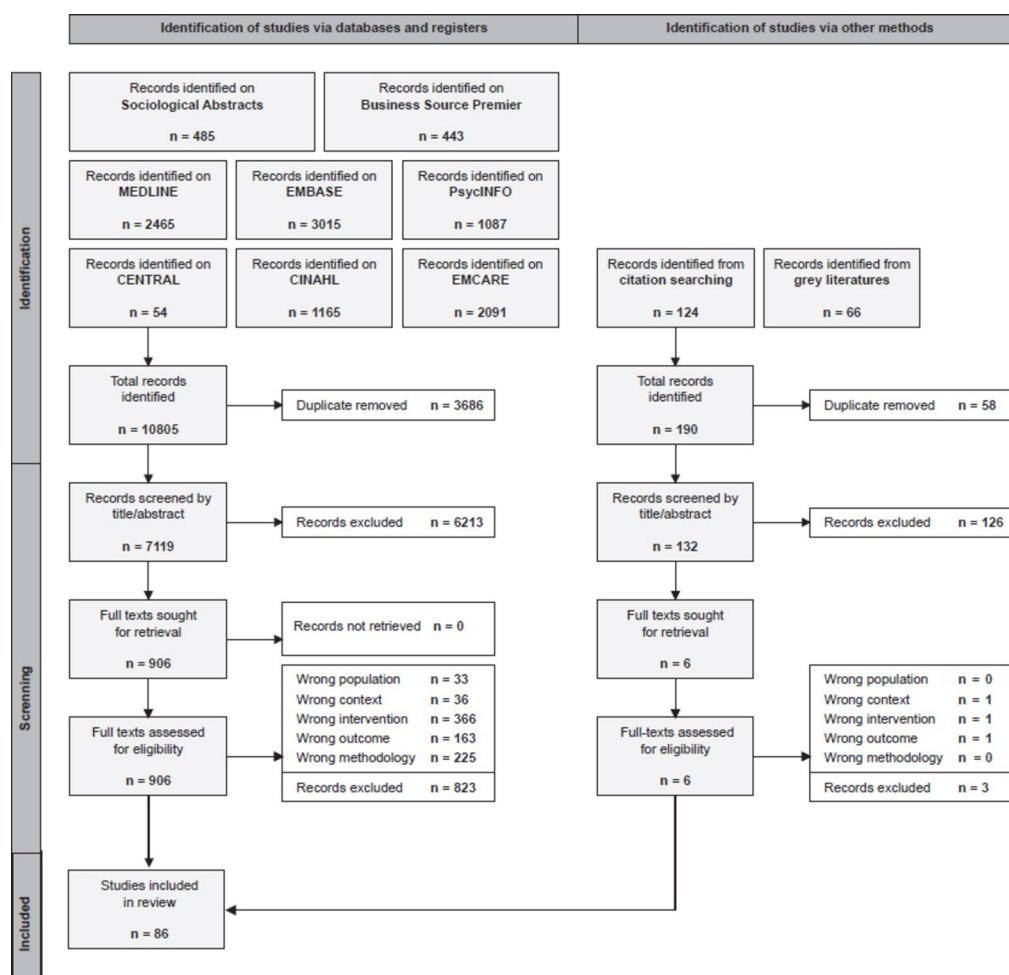 Identification of studies via databases and registers
Identification of studies via other methods
Identification
Records identified on
Sociological Abstracts
n = 485
Records identified on
Business Source Premier
n = 443
Records identified on
MEDLINE
n = 2465
Records identified on
EMBASE
n = 3015
Records identified on
PsycINFO
n = 1087
Records identified on
CENTRAL
n = 54
Records identified on
CINAHL
n = 1165
Records identified on
EMCARE
n = 2091
Records identified from
citation searching
n = 124
Records identified from
grey literatures
n = 66
Total records
identified
n = 10805
Duplicate removed n = 3686
Total records
identified
n = 190
Duplicate removed n = 58
Screnning
Records screened by
title/abstract
n = 7119
Records excluded n = 6213
Records screened by
title/abstract
n = 132
Records excluded n = 126
Full texts sought
for retrieval
n = 906
Records not retrieved n = 0
Full texts sought
for retrieval
n = 6
Full texts assessed
for eligibility
n = 906
Wrong population n = 33
Wrong context n = 36
Wrong intervention n = 366
Wrong outcome n = 163
Wrong methodology n = 225
Records excluded n = 823
Full-texts assessed
for eligibility
n = 6
Wrong population n = 0
Wrong context n = 1
Wrong intervention n = 1
Wrong outcome n = 1
Wrong methodology n = 0
Records excluded n = 3
Included
Studies included
in review
n = 86